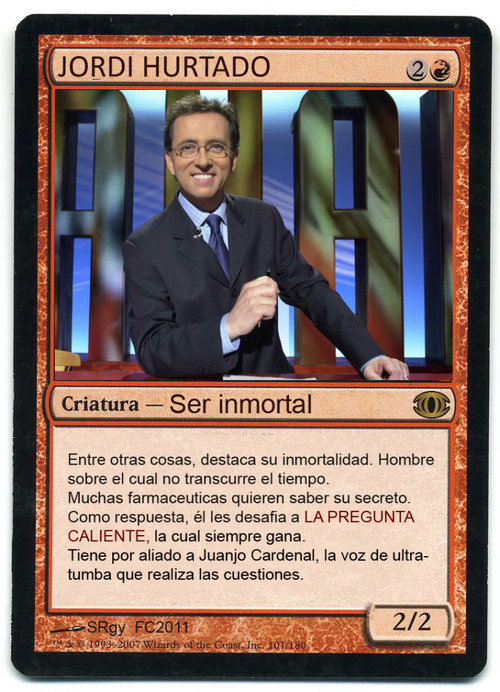 JORDI HURTADO 2
Criatura — Ser inmortal
Entre otras cosas, destaca su inmortalidad. Hombre
sobre el cual no transcurre el tiempo.
Muchas farmaceuticas quieren saber su secreto.
Como respuesta, él les desafia a LA PREGUNTA
CALIENTE, la cual siempre gana.
Tiene por aliado a Juanjo Cardenal, la voz de ultra-
tumba que realiza las cuestiones.
2/2
SRgy FC2011
™ & © 1993-2007 Wizards of the Coast, Inc. 101/180